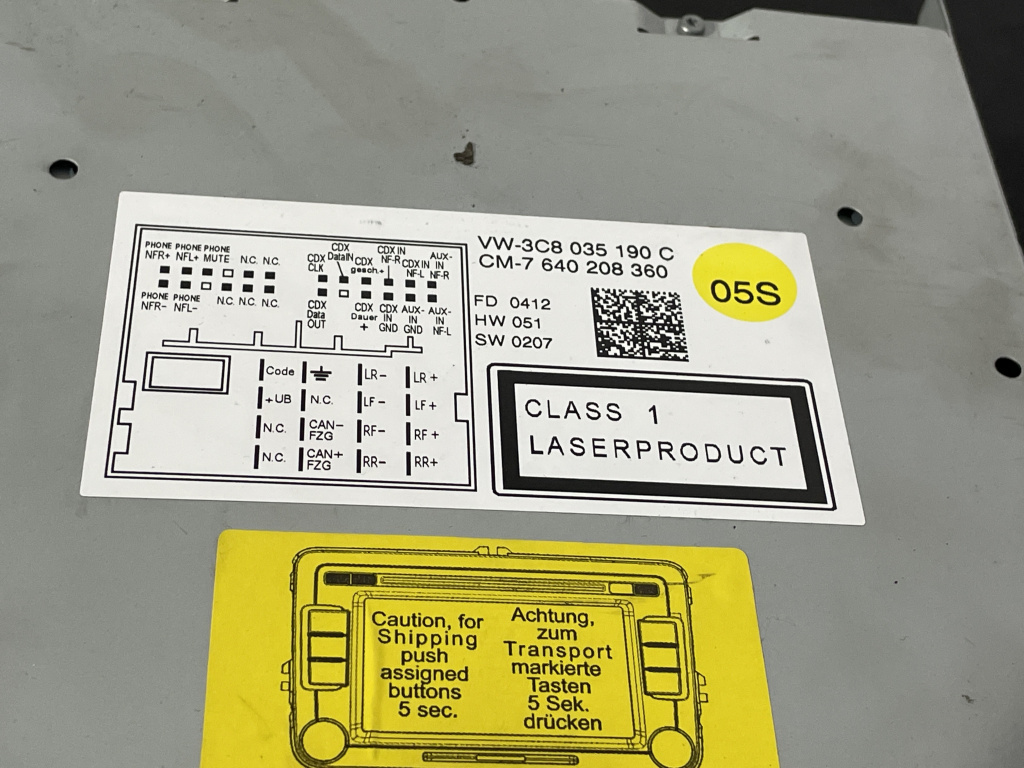 PHONE PHONE PHONE
NFR+ NFL+ MUTE N.C. N.C.
PHONE PHONE
NFR- NFL- N.C. N.C. N.C.
CDX CLK
CDX DataIN
CDX gesch.+
CDX IN NF-R
CDX IN NF-L
AUX-IN NF-R
CDX Data OUT
CDX Dauer +
CDX IN GND
AUX-IN GND
AUX-IN NF-L
Code LR- LR+
+UB N.C. LF- LF+
N.C. CAN-FZG RF- RF+
N.C. CAN+FZG RR- RR+
VW-3C8 035 190 C
CM-7 640 208 360
FD 0412
HW 051
SW 0207
05S
CLASS 1
LASERPRODUCT
Caution, for
Shipping
push
assigned
buttons
5 sec.
Achtung,
zum
Transport
markierte
Tasten
5 Sek.
drücken